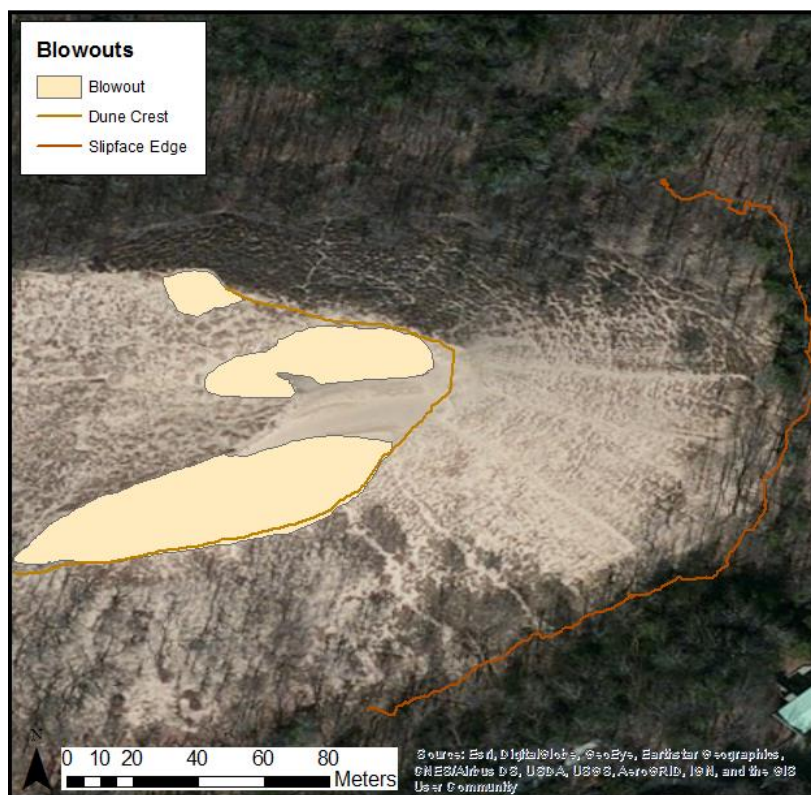 Blowouts
Blowout
Dune Crest
Slipface Edge
N
0 10 20 40 60 80
Meters
Source: Esri, DigitalGlobe, GeoEye, Earthstar Geographics,
CNES/Airbus DS, USDA, USGS, AeroGRID, IGN, and the GIS
User Community